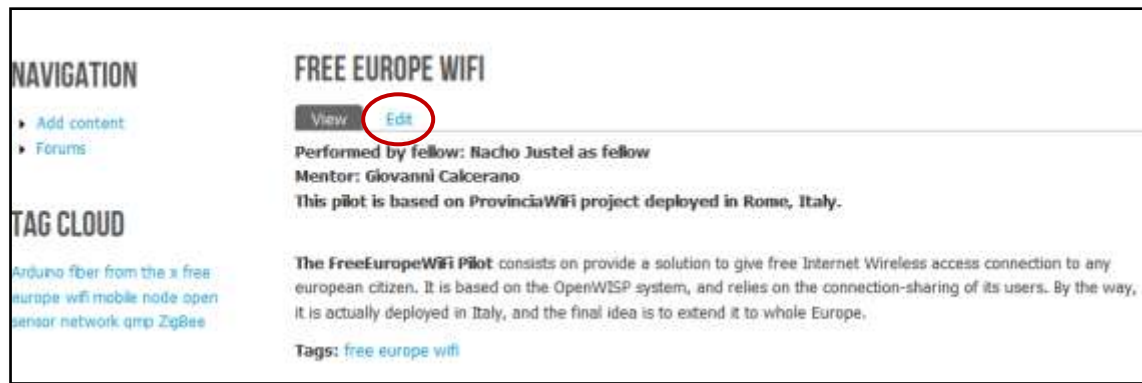 NAVIGATION
Add content
Forums
TAG CLOUD
Arduino fiber from the x free
europe wifi mobile node open
sensor network qmp ZigBee
FREE EUROPE WIFI
View Edit
Performed by fellow: Nacho Justel as fellow
Mentor: Giovanni Calcerano
This pilot is based on ProvinciaWiFi project deployed in Rome, Italy.
The FreeEuropeWiFi Pilot consists on provide a solution to give free Internet Wireless access connection to any
european citizen. It is based on the OpenWISP system, and relies on the connection-sharing of its users. By the way,
it is actually deployed in Italy, and the final idea is to extend it to whole Europe.
Tags: free europe wifi